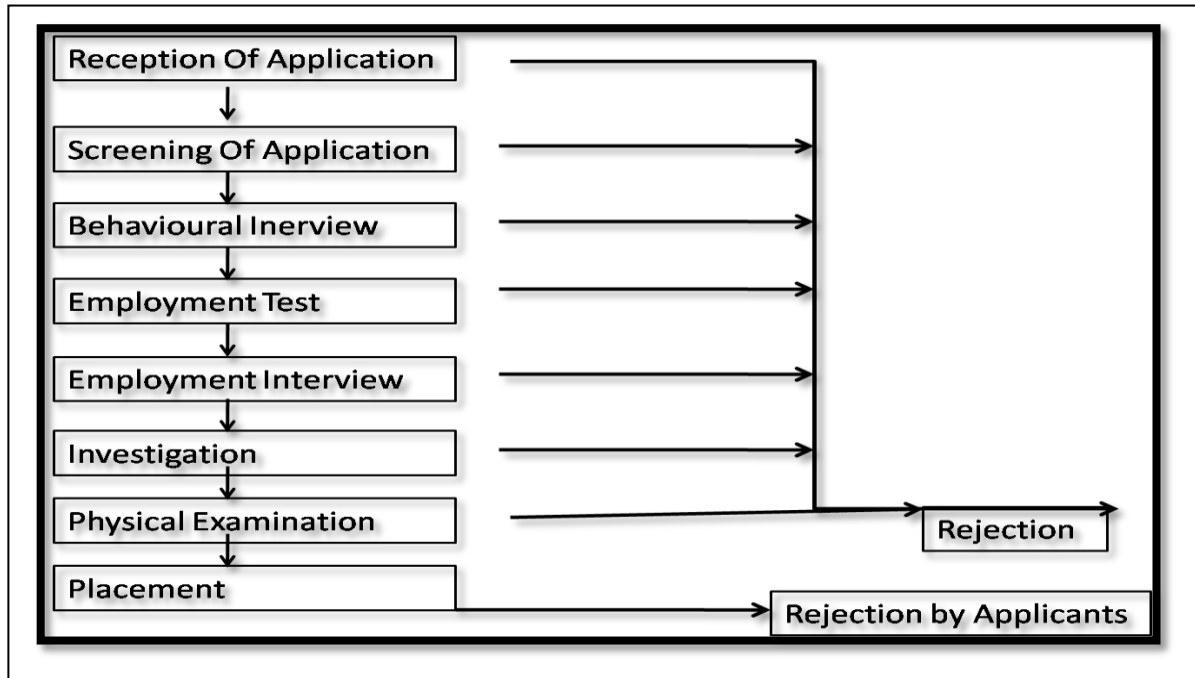 Reception Of Application
Screening Of Application
Behavioural Inerview
Employment Test
Employment Interview
Investigation
Physical Examination
Rejection
Placement
Rejection by Applicants